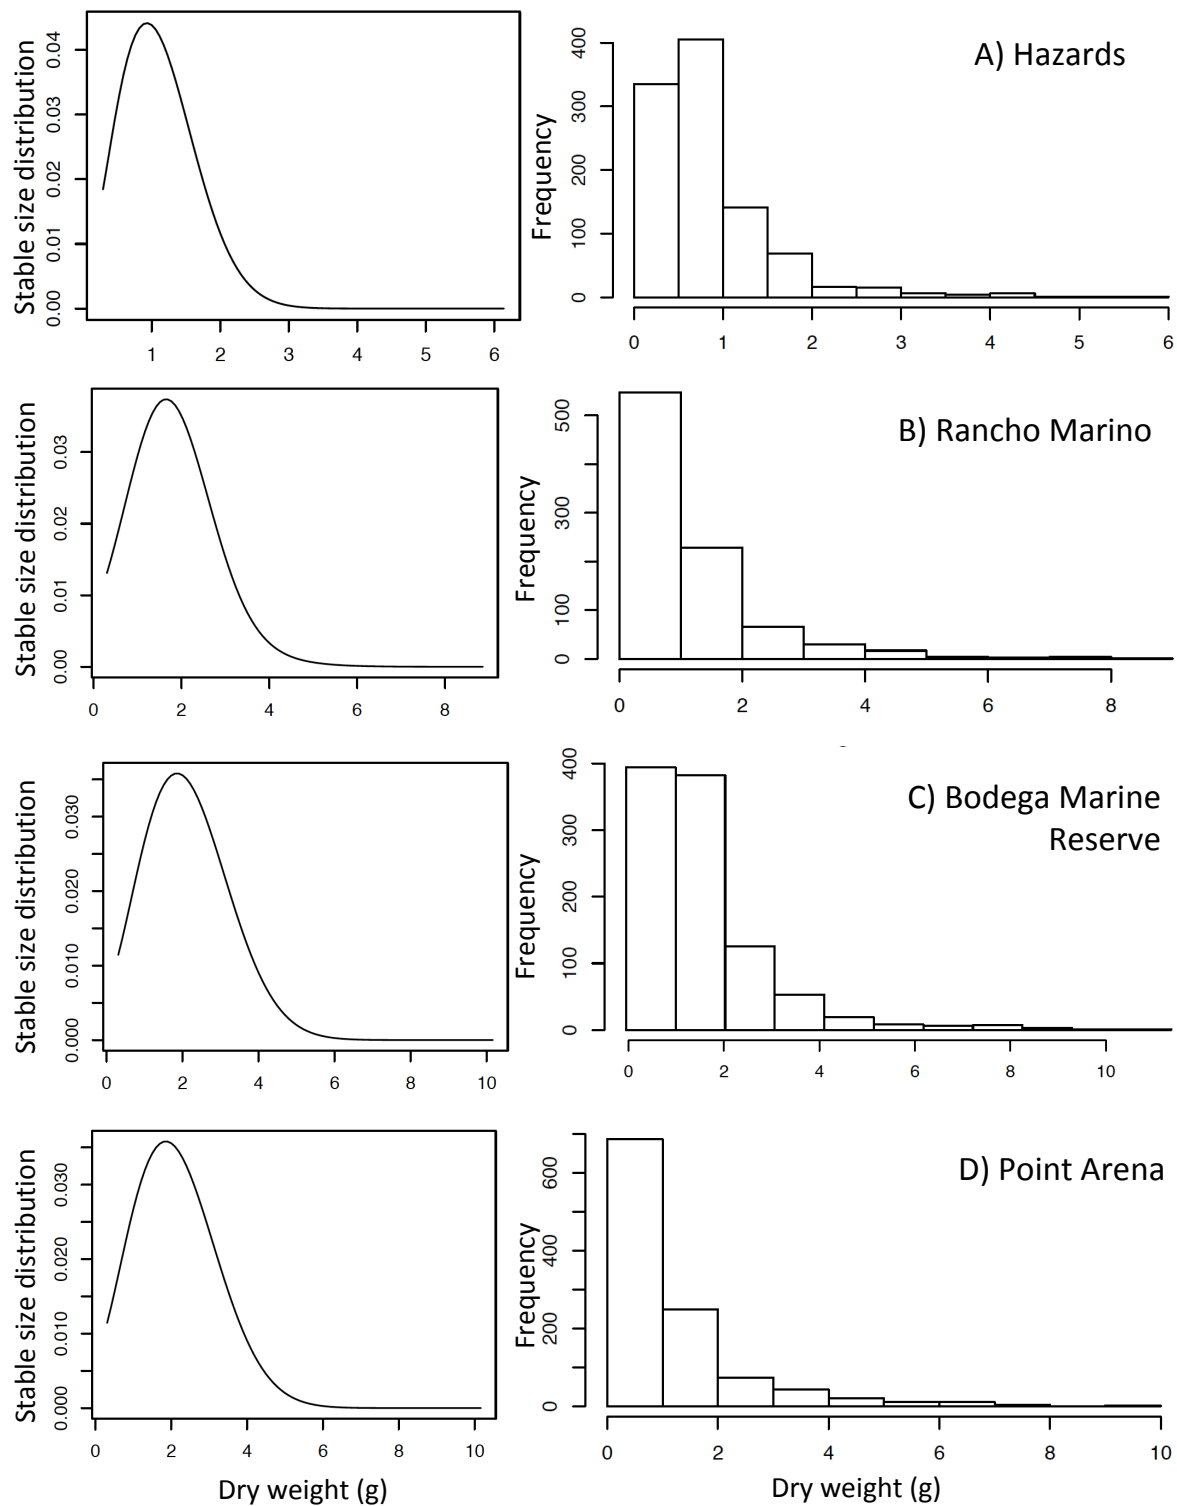 Stable size distribution
0.00 0.01 0.02 0.03 0.04
1 2 3 4 5 6
Frequency
0 100 200 300 400
0 1 2 3 4 5 6
A) Hazards
Stable size distribution
0.00 0.01 0.02 0.03
0 2 4 6 8
Frequency
0 100 300 500
0 2 4 6 8
B) Rancho Marino
Stable size distribution
0.000 0.010 0.020 0.030
0 2 4 6 8 10
Frequency
0 100 200 300 400
0 2 4 6 8 10
C) Bodega Marine
Reserve
Stable size distribution
0.000 0.010 0.020 0.030
0 2 4 6 8 10
Dry weight (g)
Frequency
0 200 400 600
0 2 4 6 8 10
D) Point Arena
Dry weight (g)